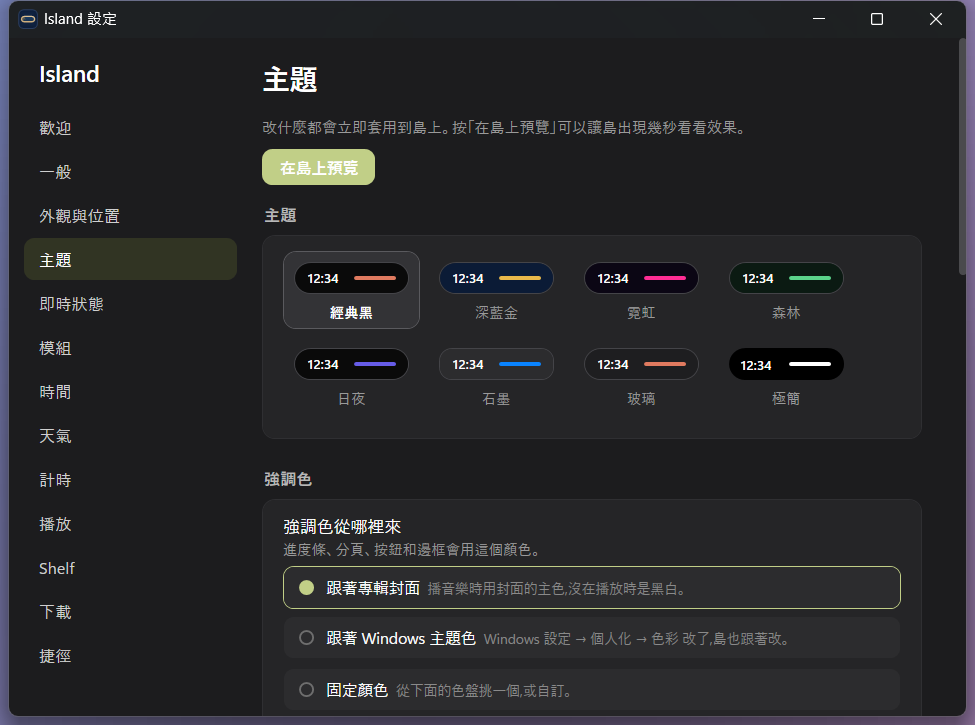 Island 設定
Island
歡迎
一般
外觀與位置
主題
即時狀態
模組
時間
天氣
計時
播放
Shelf
下載
捷徑
主題
改什麼都會立即套用到島上。按「在島上預覽」可以讓島出現幾秒看看效果。
在島上預覽
主題
12:34 12:34 12:34 12:34
經典黑 深藍金 霓虹 森林
12:34 12:34 12:34 12:34
日夜 石墨 玻璃 極簡
強調色
強調色從哪裡來
進度條、分頁、按鈕和邊框會用這個顏色。
跟著專輯封面 播音樂時用封面的主色,沒在播放時是黑白。
跟著 Windows 主題色 Windows 設定 → 個人化 → 色彩 改了,島也跟著改。
固定顏色 從下面的色盤挑一個,或自訂。